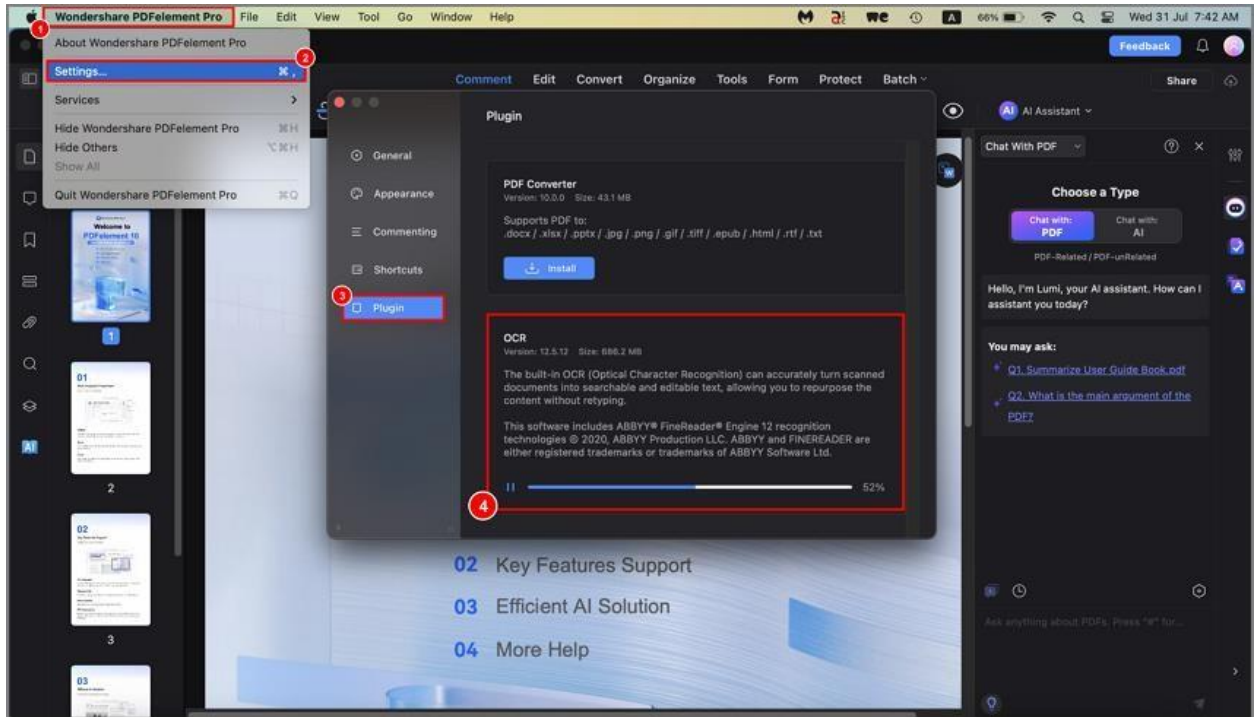 Wondershare PDFelement Pro File Edit View Tool Go Window Help
66% Wed 31 Jul 7:42 AM
1
About Wondershare PDFelement Pro
2
Settings... ⌘ ,
Services
Hide Wondershare PDFelement Pro ⌘H
Hide Others ⌥⌘H
Show All
Quit Wondershare PDFelement Pro ⌘Q
Feedback
Comment Edit Convert Organize Tools Form Protect Batch
Share
AI Assistant
Plugin
General
Appearance
Commenting
Shortcuts
3
Plugin
PDF Converter
Version: 10.0.0 Size: 43.1 MB
Supports PDF to:
.docx / .xlsx / .pptx / .jpg / .png / .gif / .tiff / .epub / .html / .rtf / .txt
Install
OCR
Version: 12.5.12 Size: 686.2 MB
The built-in OCR (Optical Character Recognition) can accurately turn scanned
documents into searchable and editable text, allowing you to repurpose the
content without retyping.
This software includes ABBYY® FineReader® Engine 12 recognition
technologies © 2020, ABBYY Production LLC. ABBYY and FINEREADER are
either registered trademarks or trademarks of ABBYY Software Ltd.
52%
4
Welcome to
PDFelement 10
1
01
2
02
3
03
02 Key Features Support
03 Efficient AI Solution
04 More Help
Chat With PDF
Choose a Type
Chat with:
PDF
Chat with:
AI
PDF-Related / PDF-unRelated
Hello, I'm Lumi, your AI assistant. How can I
assistant you today?
You may ask:
Q1. Summarize User Guide Book.pdf
Q2. What is the main argument of the
PDF?
Ask anything about PDFs. Press "#" for...
AI